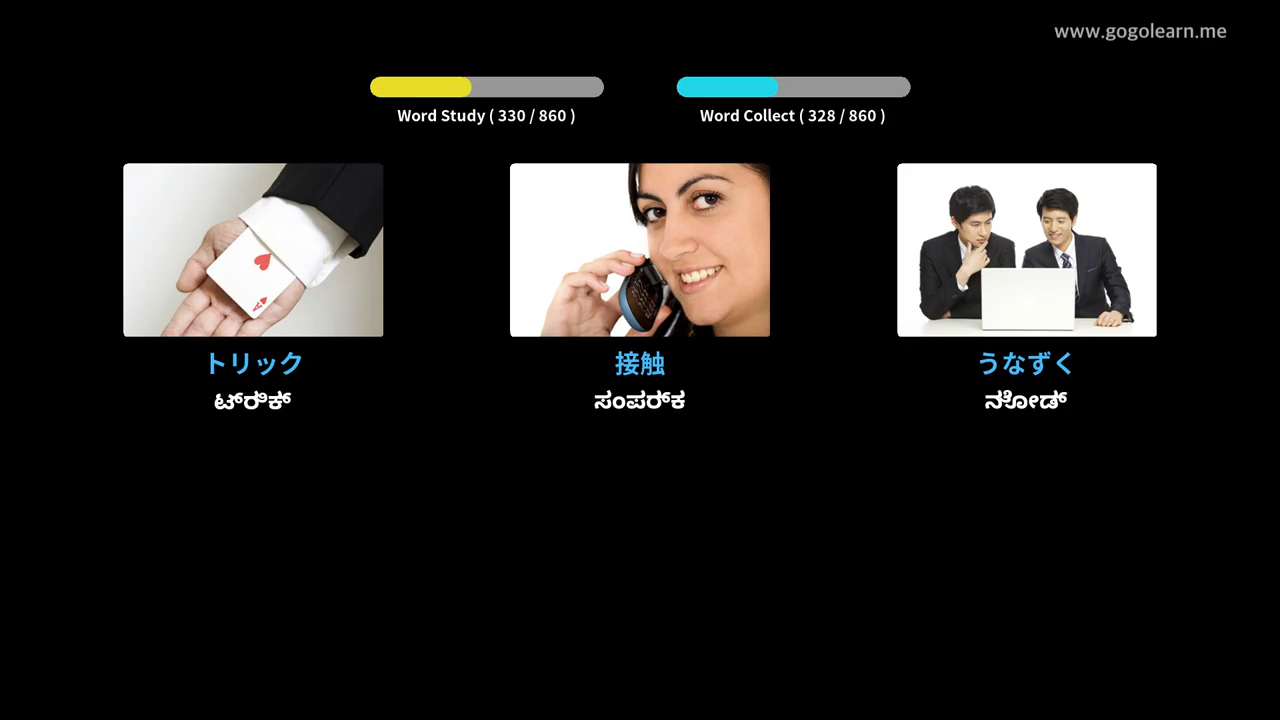 www.gogolearn.me
Word Study ( 330 / 860 )
Word Collect ( 328 / 860 )
トリック
接触
うなずく
ಟ್ರಿಕ್
ಸಂಪರ್ಕ
ನೋಡ್